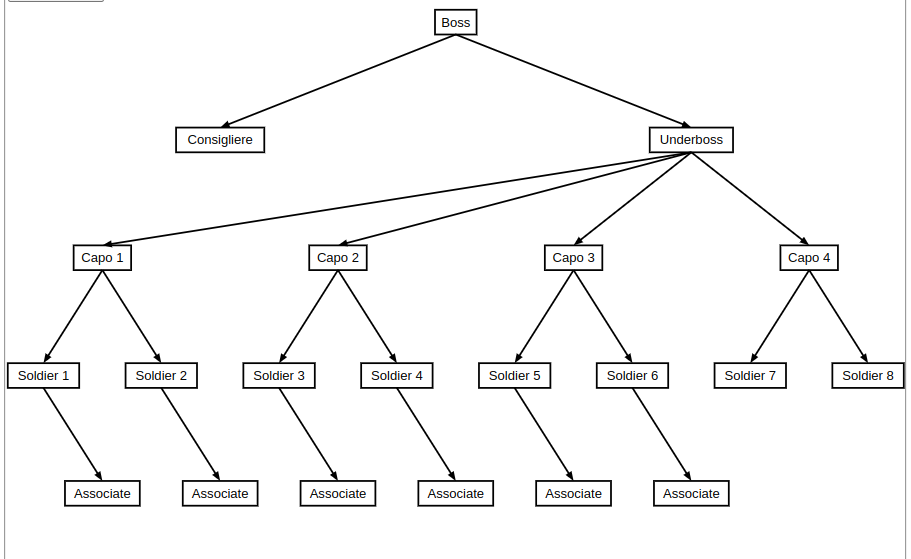 Boss
Consigliere
Underboss
Capo 1
Capo 2
Capo 3
Capo 4
Soldier 1
Soldier 2
Soldier 3
Soldier 4
Soldier 5
Soldier 6
Soldier 7
Soldier 8
Associate
Associate
Associate
Associate
Associate
Associate